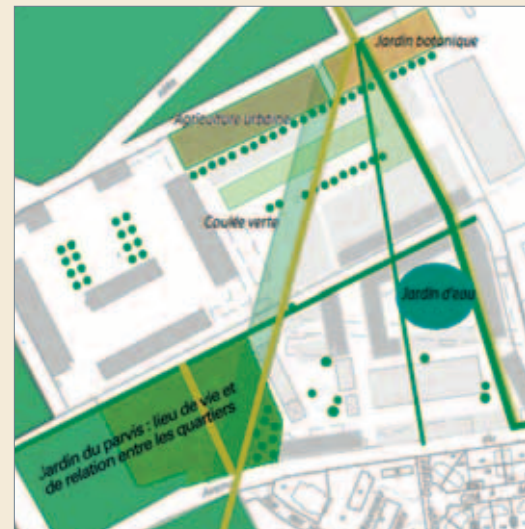 Jardin botanique
Agriculture urbaine
Coulée verte
Jardin d'eau
Jardin du parvis : lieu de vie et
de relation entre les quartiers